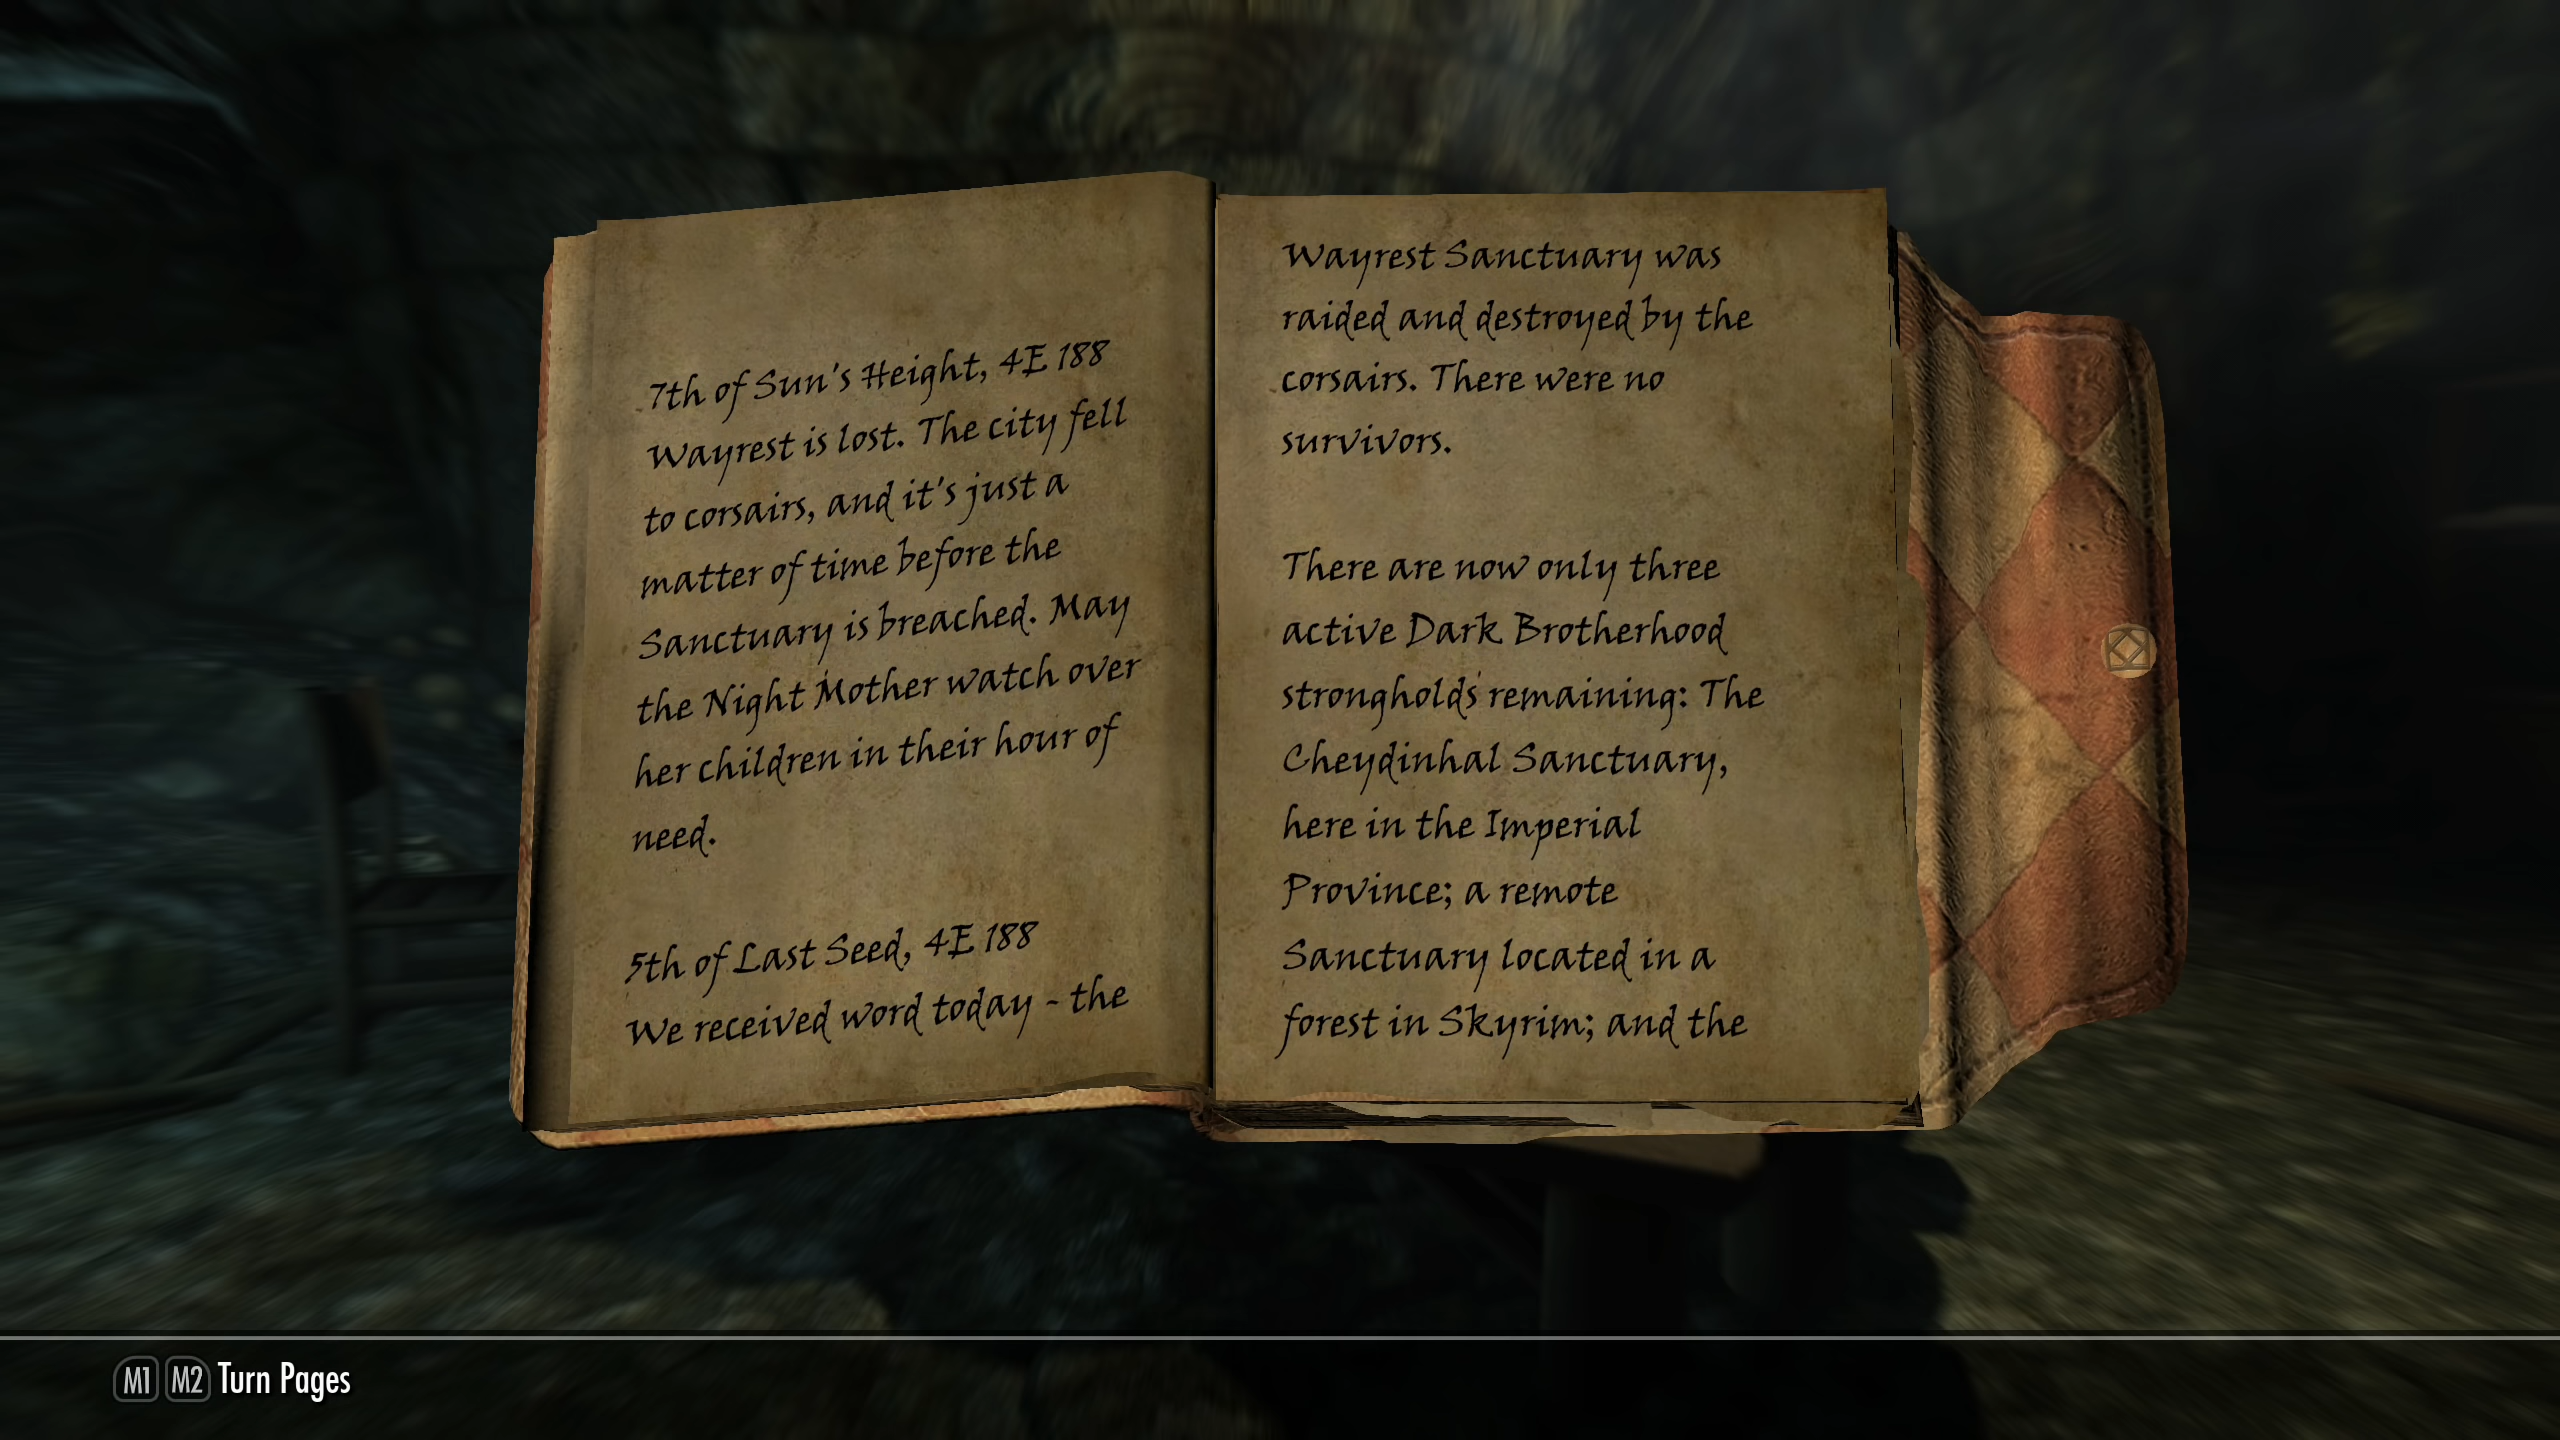 7th of Sun's Height, 4E 188
Wayrest is lost. The city fell
to corsairs, and it's just a
matter of time before the
Sanctuary is breached. May
the Night Mother watch over
her children in their hour of
need.
5th of Last Seed, 4E 188
We received word today - the
Wayrest Sanctuary was
raided and destroyed by the
corsairs. There were no
survivors.
There are now only three
active Dark Brotherhood
strongholds remaining: The
Cheydinhal Sanctuary,
here in the Imperial
Province; a remote
Sanctuary located in a
forest in Skyrim; and the
M1 M2 Turn Pages